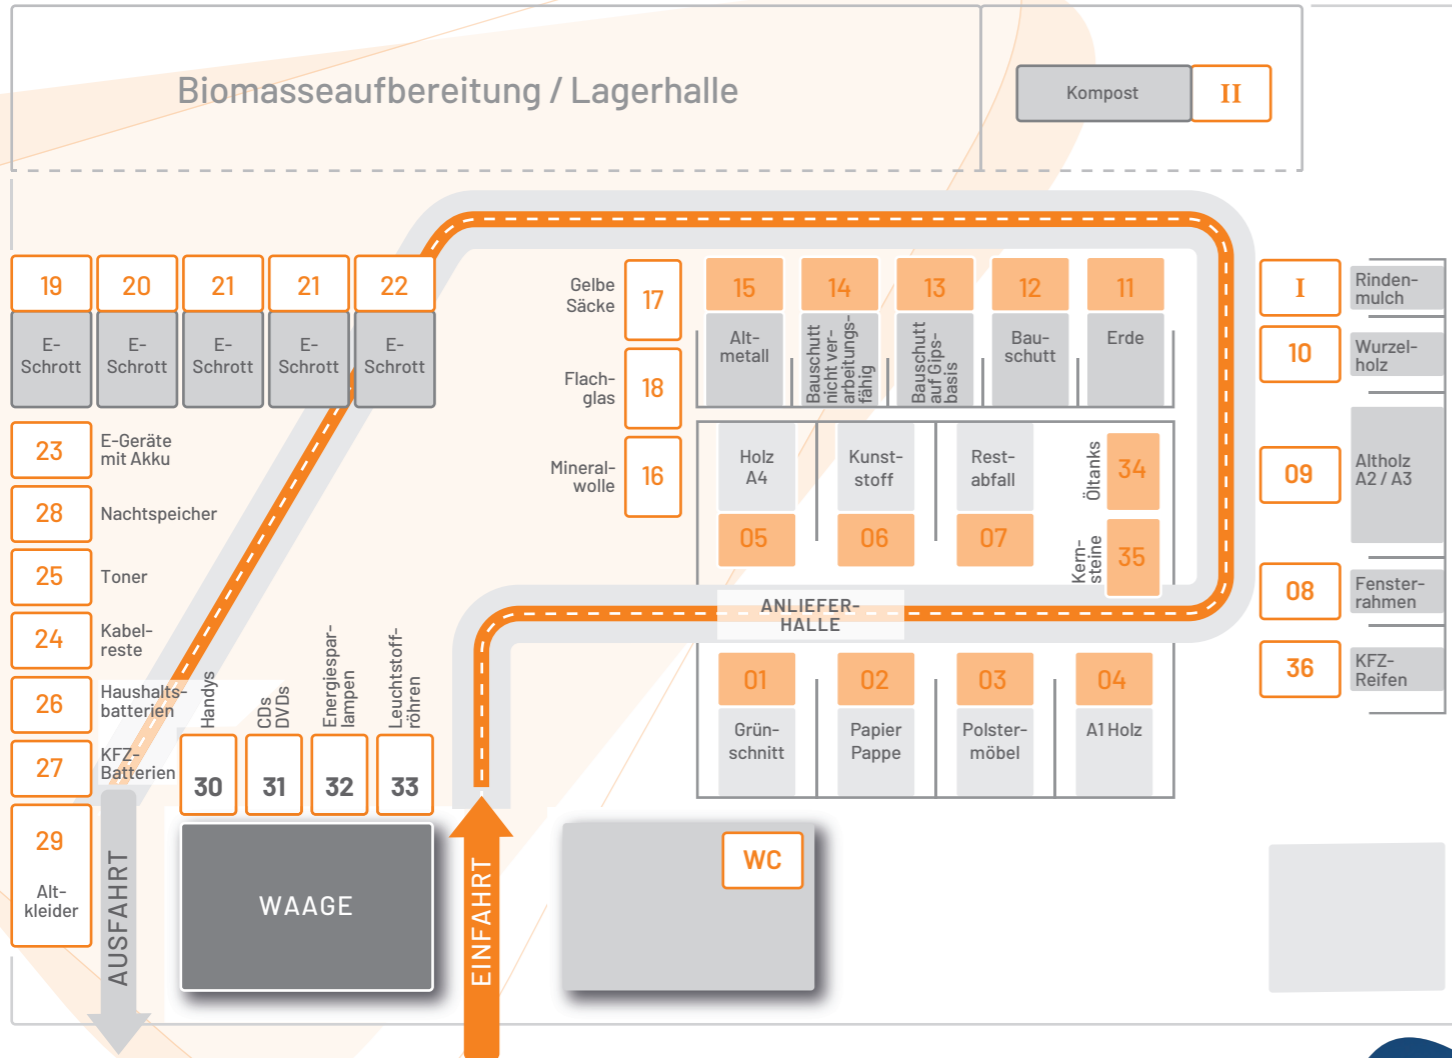 Biomasseaufbereitung / Lagerhalle
Kompost
II
19
20
21
21
22
E-
Schrott
E-
Schrott
E-
Schrott
E-
Schrott
E-
Schrott
Gelbe
Säcke
17
Flach-
glas
18
Mineral-
wolle
16
15
14
13
12
11
Alt-
metall
Bauschutt
nicht ver-
arbeitungs-
fähig
Bauschutt
auf Gips-
basis
Bau-
schutt
Erde
I
Rinden-
mulch
10
Wurzel-
holz
09
Altholz
A2 / A3
08
Fenster-
rahmen
36
KFZ-
Reifen
23
E-Geräte
mit Akku
28
Nachtspeicher
25
Toner
24
Kabel-
reste
26
Haushalts-
batterien
27
KFZ-
Batterien
29
Alt-
kleider
Holz
A4
Kunst-
stoff
Rest-
abfall
Öltanks
34
05
06
07
Kern-
steine
35
ANLIEFER-
HALLE
01
02
03
04
Grün-
schnitt
Papier
Pappe
Polster-
möbel
A1 Holz
Handys
CDs
DVDs
Energiespar-
lampen
Leuchtstoff-
röhren
30
31
32
33
AUSFAHRT
WAAGE
EINFAHRT
WC